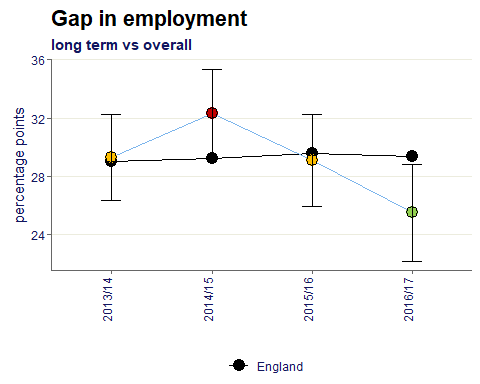 Gap in employment
long term vs overall
percentage points
36
32
28
24
2013/14
2014/15
2015/16
2016/17
England